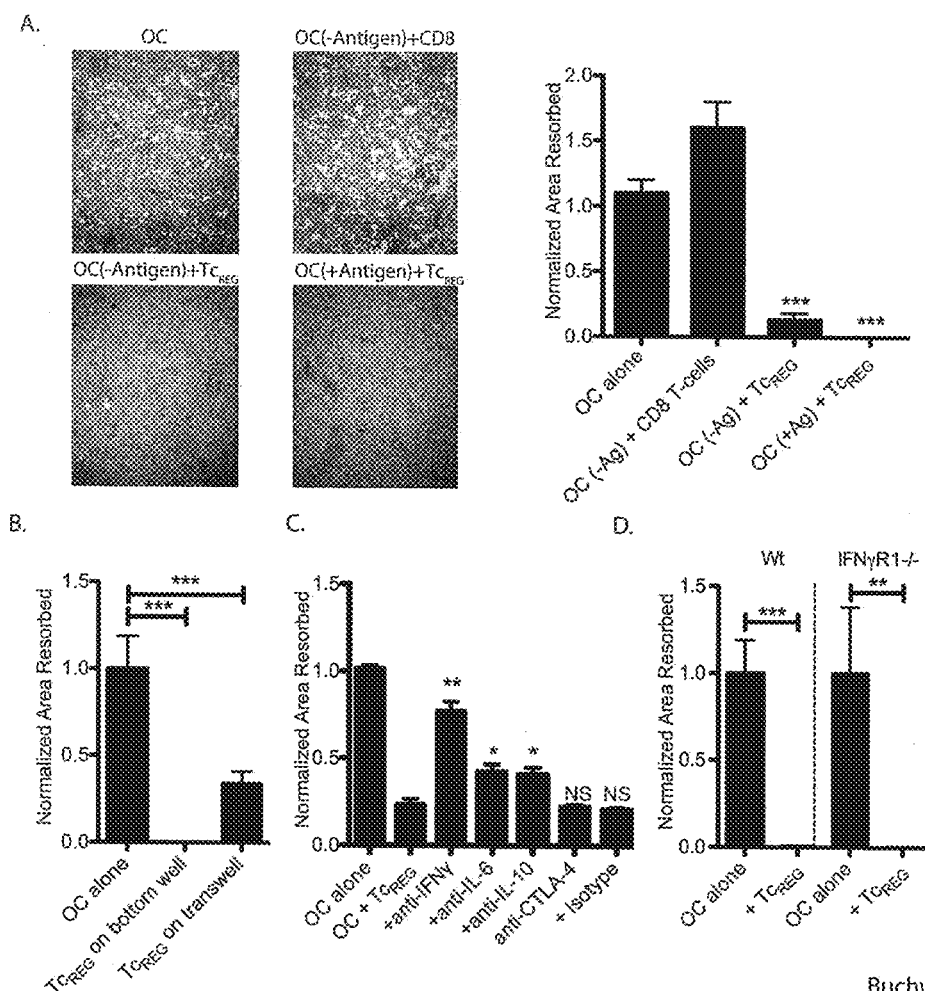 A.
OC
OC(-Antigen)+CD8
OC(-Antigen)+TcREG
OC(+Antigen)+TcREG
Normalized Area Resorbed
2.0
1.5
1.0
0.5
0.0
***
***
OC alone
OC (-Ag) + CD8 T-cells
OC (-Ag) + TcREG
OC (+Ag) + TcREG
B.
Normalized Area Resorbed
1.5
1.0
0.5
0.0
***
***
OC alone
TcREG on bottom well
TcREG on transwell
C.
Normalized Area Resorbed
1.5
1.0
0.5
0.0
**
*
*
NS
NS
OC alone
OC + TcREG
+anti-IFNγ
+anti-IL-6
+anti-IL-10
anti-CTLA-4
+ Isotype
D.
Wt
IFNγR1-/-
Normalized Area Resorbed
1.5
1.0
0.5
0.0
***
**
OC alone
+ TcREG
OC alone
+ TcREG